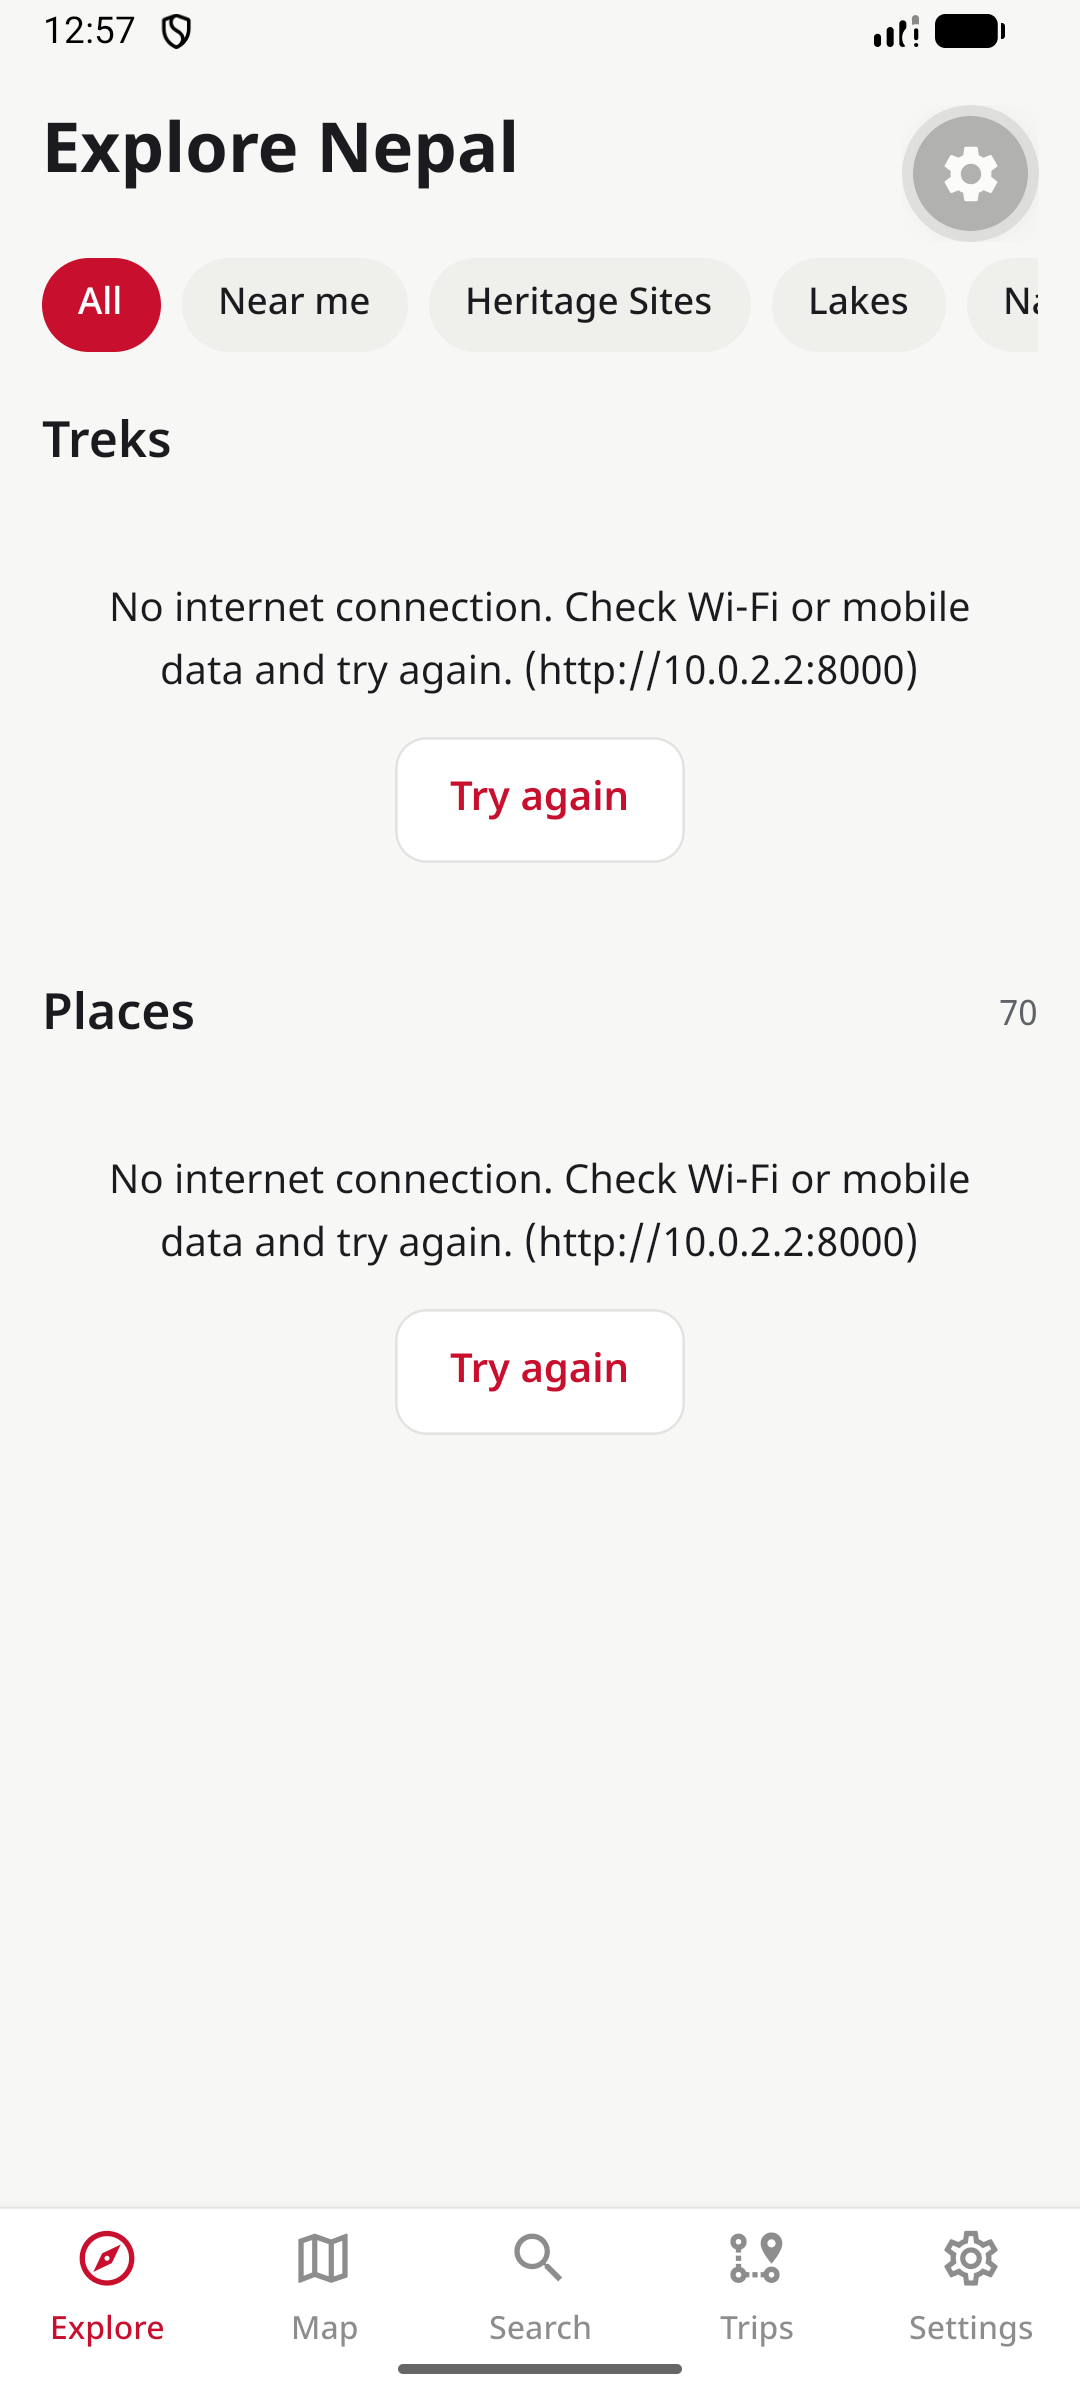 12:57
Explore Nepal
All
Near me
Heritage Sites
Lakes
Na
Treks
No internet connection. Check Wi-Fi or mobile
data and try again. (http://10.0.2.2:8000)
Try again
Places
70
No internet connection. Check Wi-Fi or mobile
data and try again. (http://10.0.2.2:8000)
Try again
Explore
Map
Search
Trips
Settings